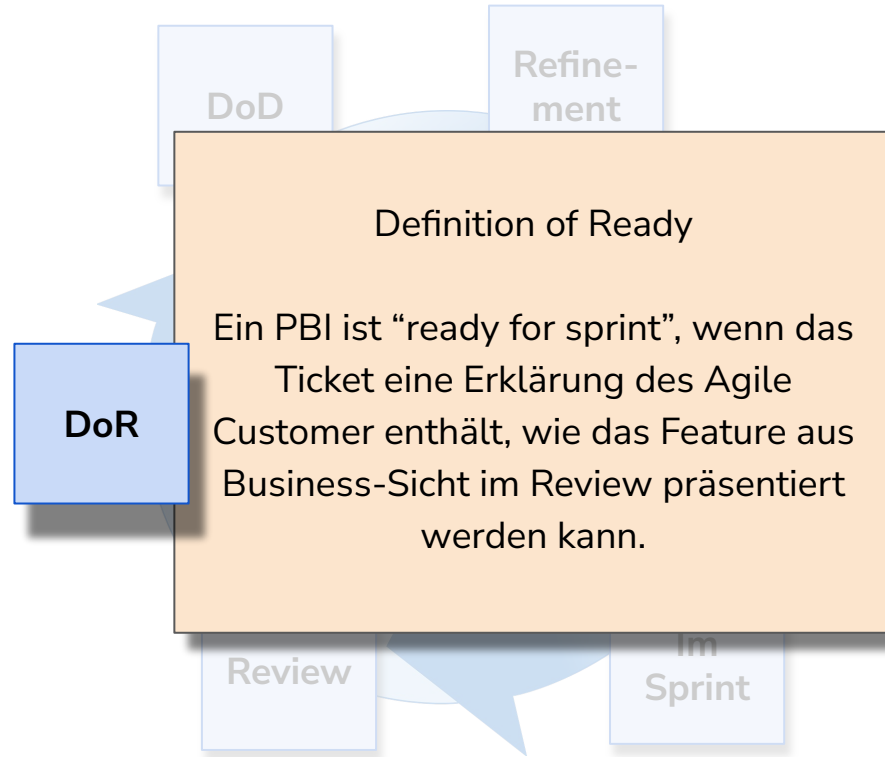 DoD
Refine-
ment
Definition of Ready
Ein PBI ist “ready for sprint”, wenn das
Ticket eine Erklärung des Agile
Customer enthält, wie das Feature aus
Business-Sicht im Review präsentiert
werden kann.
DoR
Review
Im
Sprint